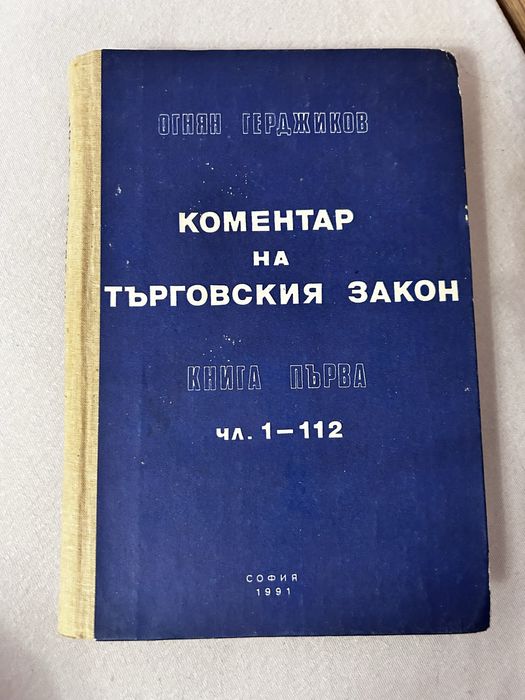 ОГНЯН ГЕРДЖИКОВ
КОМЕНТАР
НА
ТЪРГОВСКИЯ ЗАКОН
КНИГА ПЪРВА
чл. 1–112
СОФИЯ
1991